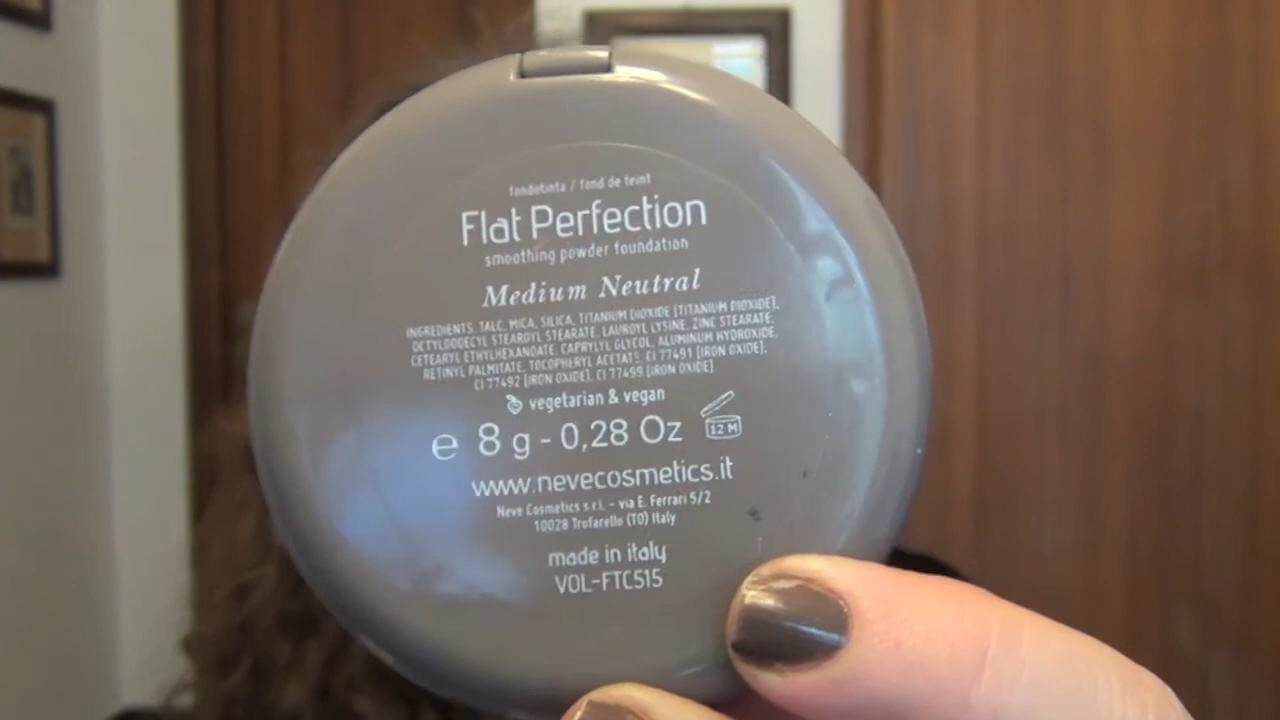 fondotinta / fond de teint
Flat Perfection
smoothing powder foundation
Medium Neutral
INGREDIENTS: TALC, MICA, SILICA, TITANIUM DIOXIDE [TITANIUM DIOXIDE],
OCTYLDODECYL STEAROYL STEARATE, LAUROYL LYSINE, ZINC STEARATE,
CETEARYL ETHYLHEXANOATE, CAPRYLYL GLYCOL, ALUMINUM HYDROXIDE,
RETINYL PALMITATE, TOCOPHERYL ACETATE, CI 77491 [IRON OXIDE],
CI 77492 [IRON OXIDE], CI 77499 [IRON OXIDE]
vegetarian & vegan
e 8 g - 0,28 Oz 12 M
www.nevecosmetics.it
Neve Cosmetics s.r.l. - via E. Ferrari 5/2
10028 Trofarello (TO) Italy
made in italy
VOL-FTC515